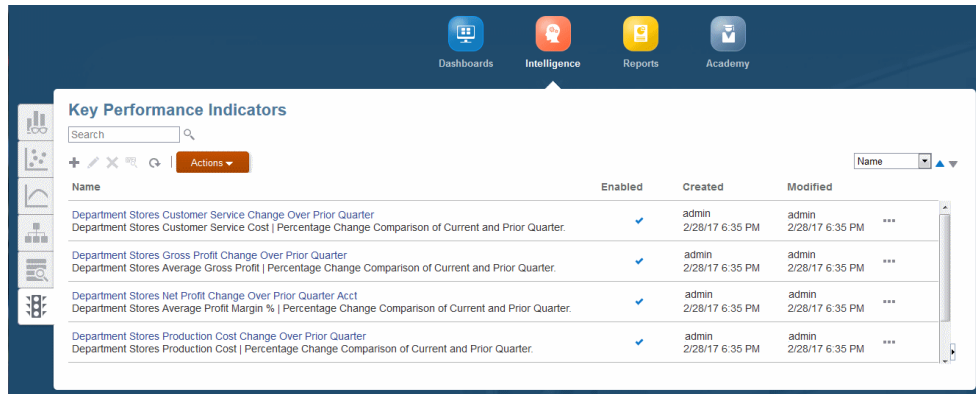 Dashboards
Intelligence
Reports
Academy
Key Performance Indicators
Search
Actions
Name
Name
Enabled
Created
Modified
Department Stores Customer Service Change Over Prior Quarter
Department Stores Customer Service Cost | Percentage Change Comparison of Current and Prior Quarter.
admin
2/28/17 6:35 PM
admin
2/28/17 6:35 PM
Department Stores Gross Profit Change Over Prior Quarter
Department Stores Average Gross Profit | Percentage Change Comparison of Current and Prior Quarter.
admin
2/28/17 6:35 PM
admin
2/28/17 6:35 PM
Department Stores Net Profit Change Over Prior Quarter Acct
Department Stores Average Profit Margin % | Percentage Change Comparison of Current and Prior Quarter.
admin
2/28/17 6:35 PM
admin
2/28/17 6:35 PM
Department Stores Production Cost Change Over Prior Quarter
Department Stores Production Cost | Percentage Change Comparison of Current and Prior Quarter.
admin
2/28/17 6:35 PM
admin
2/28/17 6:35 PM